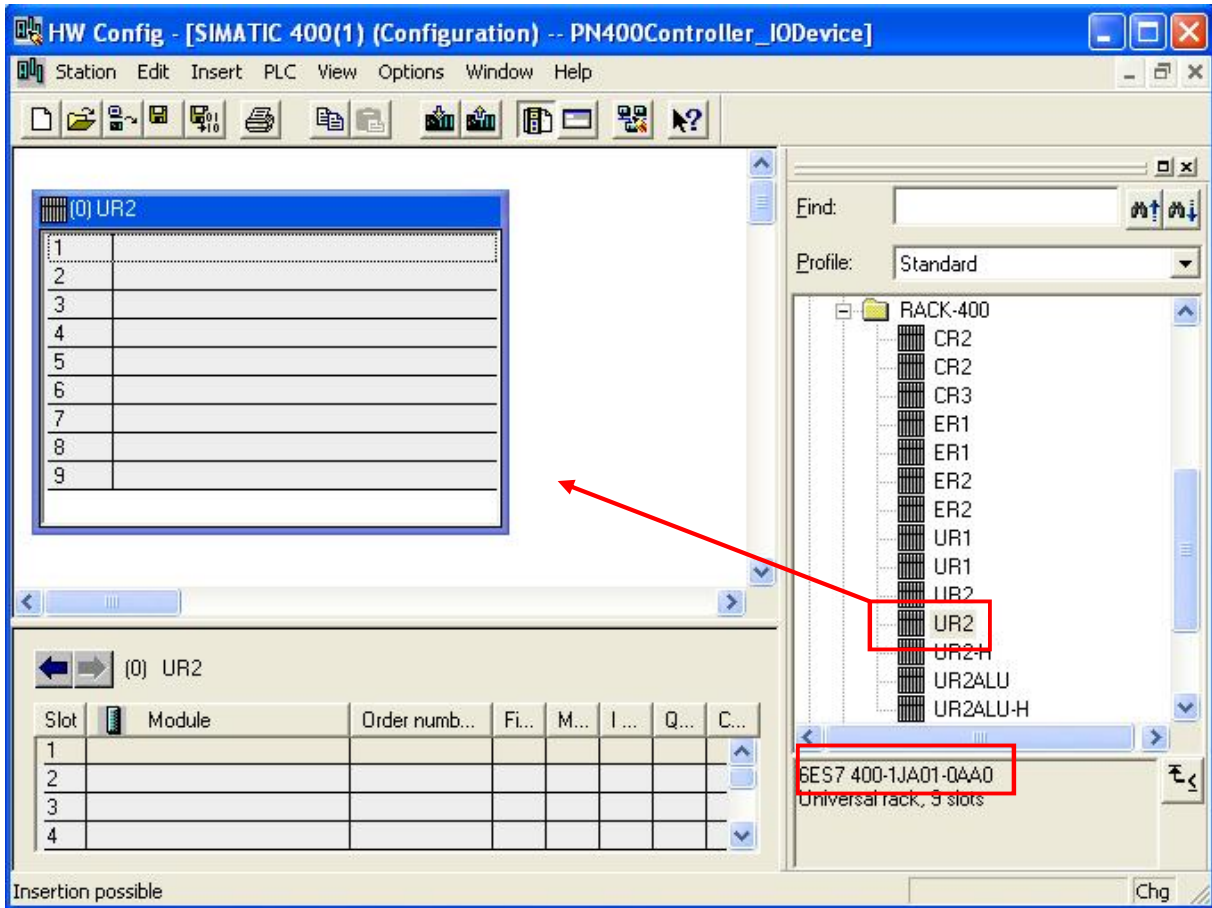 HW Config - [SIMATIC 400(1) (Configuration) -- PN400Controller_IODevice]
Station Edit Insert PLC View Options Window Help
(0) UR2
1
2
3
4
5
6
7
8
9
Find:
Profile: Standard
RACK-400
CR2
CR2
CR3
ER1
ER1
ER2
ER2
UR1
UR1
UR2
UR2
UR2-H
UR2ALU
UR2ALU-H
6ES7 400-1JA01-0AA0
Universal rack, 9 slots
(0) UR2
Slot Module Order numb... Fi... M... I ... Q... C...
1
2
3
4
Insertion possible Chg